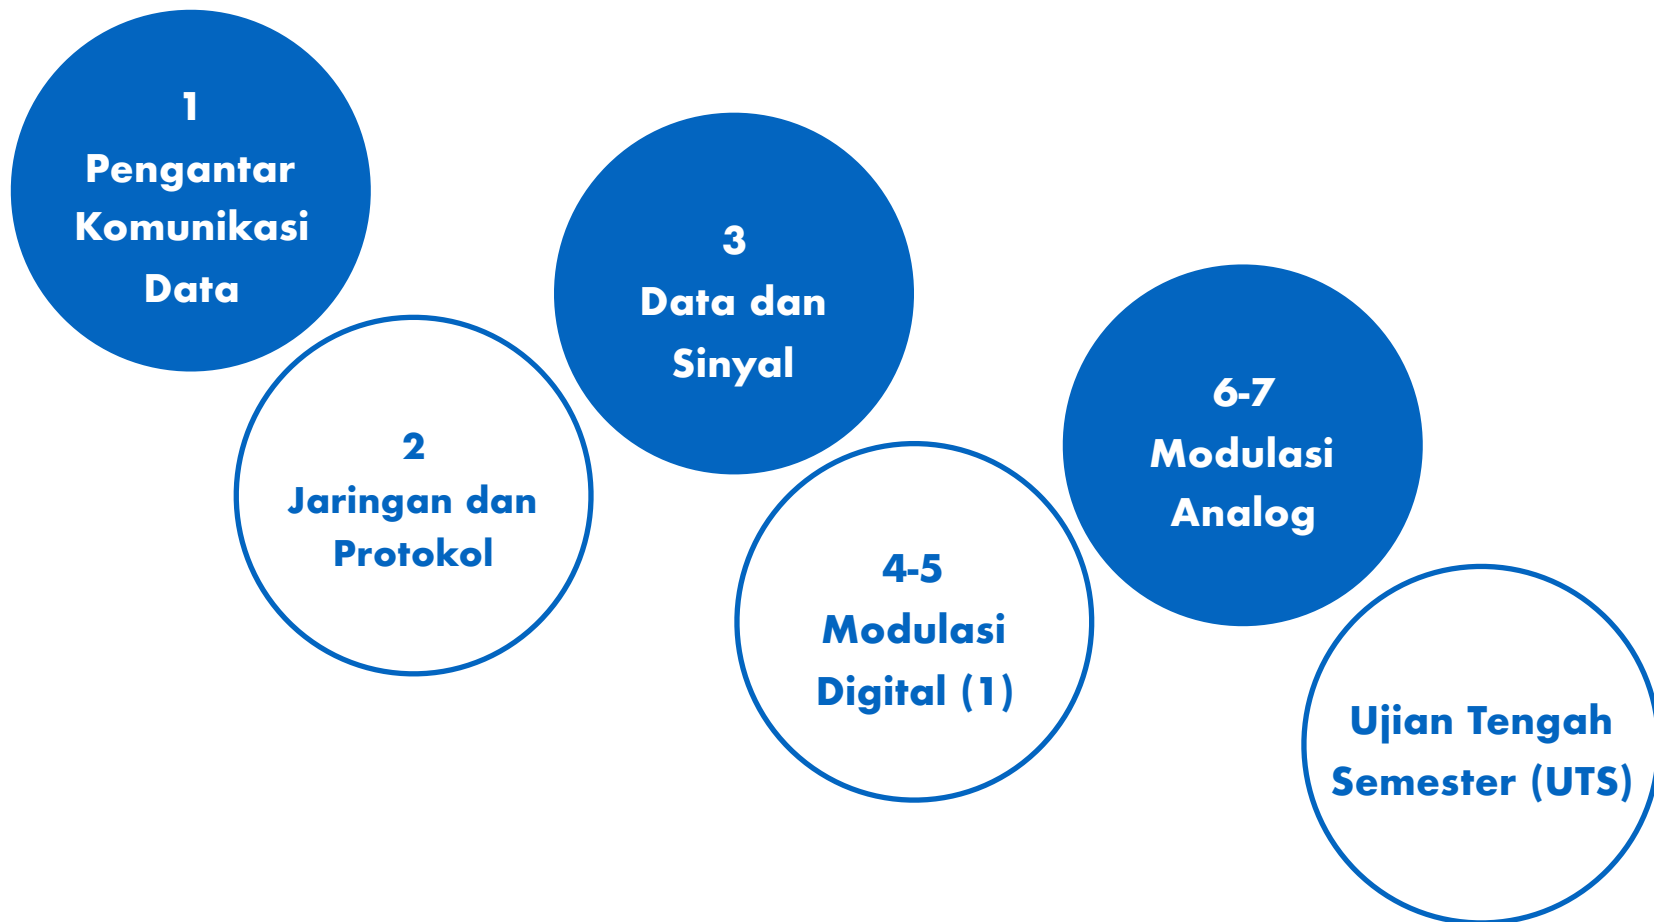 1
Pengantar
Komunikasi
Data
2
Jaringan dan
Protokol
3
Data dan
Sinyal
4-5
Modulasi
Digital (1)
6-7
Modulasi
Analog
Ujian Tengah
Semester (UTS)